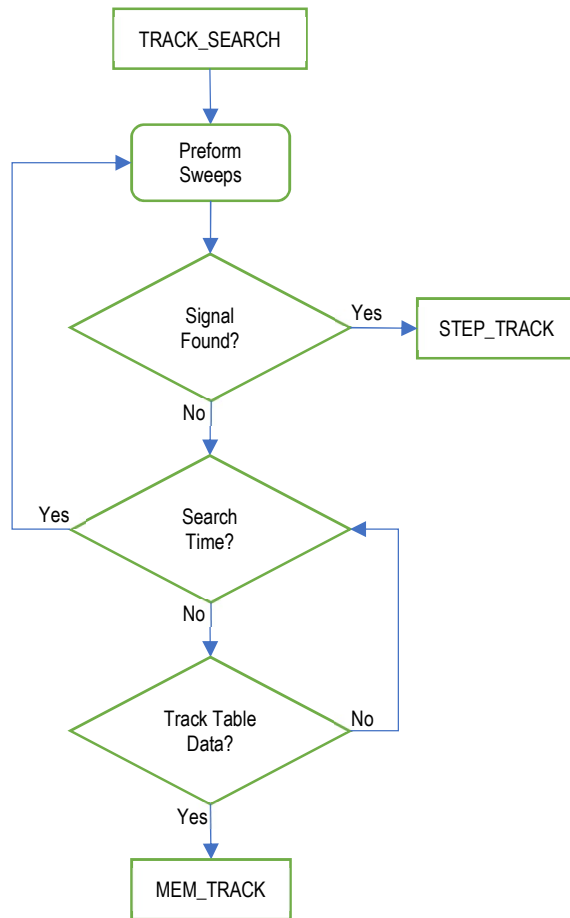 TRACK_SEARCH
Preform
Sweeps
Signal
Found?
Yes
STEP_TRACK
No
Search
Time?
Yes
No
Track Table
Data?
No
Yes
MEM_TRACK